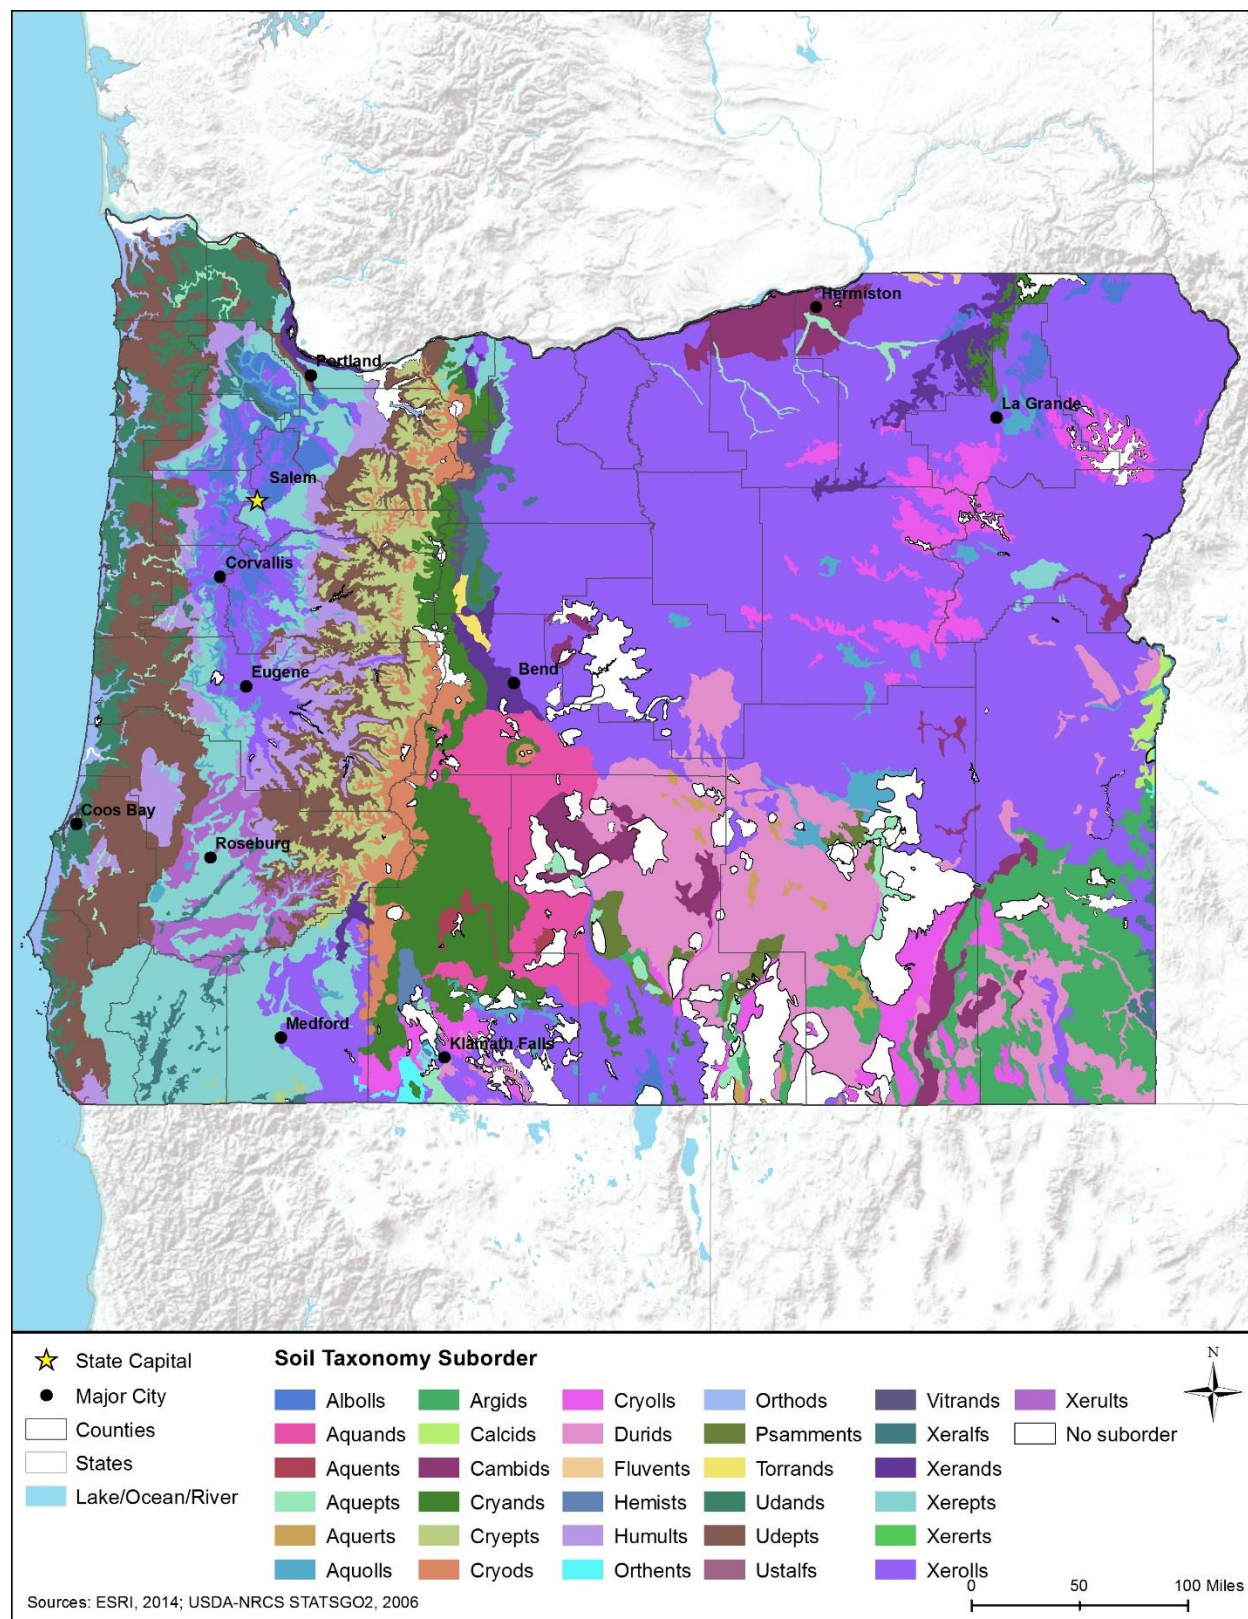 Hermiston
Portland
La Grande
Salem
Corvallis
Bend
Eugene
Coos Bay
Roseburg
Medford
Klamath Falls
State Capital
Major City
Counties
States
Lake/Ocean/River
Soil Taxonomy Suborder
Albolls
Aquands
Aquents
Aquepts
Aquerts
Aquolls
Argids
Calcids
Cambids
Cryands
Cryepts
Cryods
Cryolls
Durids
Fluvents
Hemists
Humults
Orthents
Orthods
Psamments
Torrands
Udands
Udepts
Ustalfs
Vitrands
Xeralfs
Xerands
Xerepts
Xererts
Xerolls
Xerults
No suborder
N
0 50 100 Miles
Sources: ESRI, 2014; USDA-NRCS STATSGO2, 2006